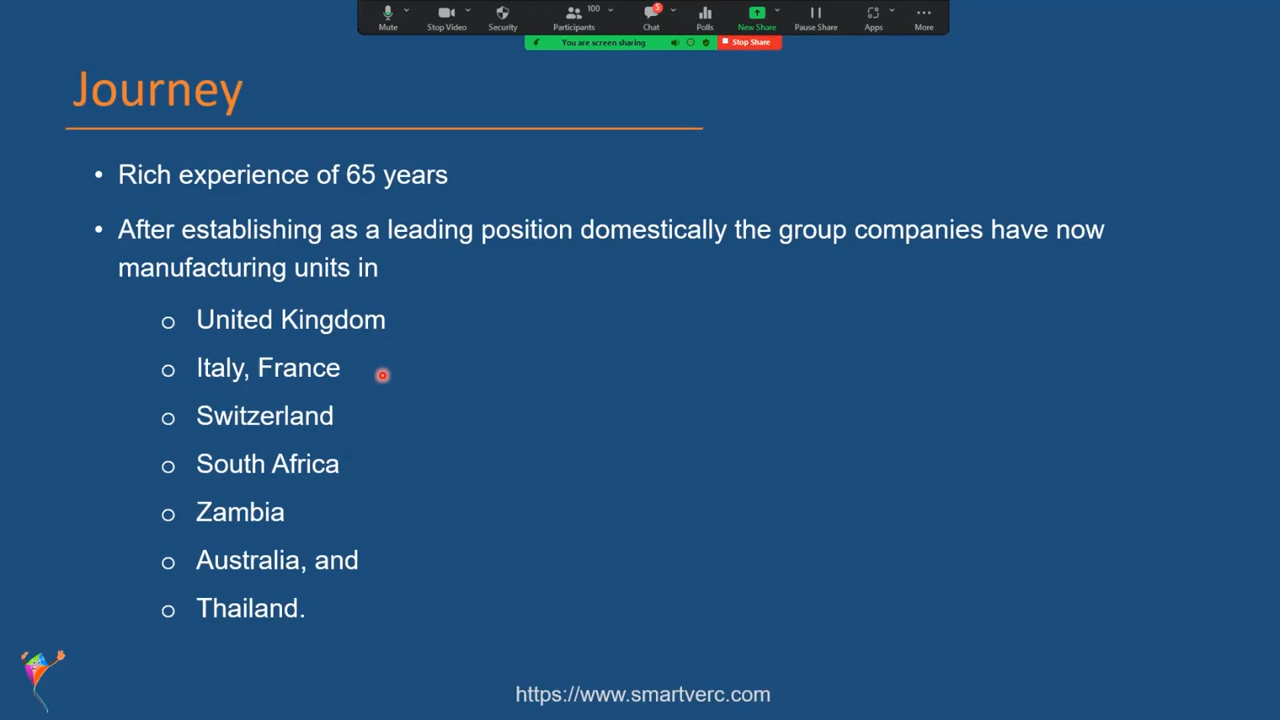 100
5
Mute
Stop Video
Security
Participants
Chat
Polls
New Share
Pause Share
Apps
More
You are screen sharing
Stop Share
Journey
• Rich experience of 65 years
• After establishing as a leading position domestically the group companies have now
manufacturing units in
o United Kingdom
o Italy, France
o Switzerland
o South Africa
o Zambia
o Australia, and
o Thailand.
https://www.smartverc.com